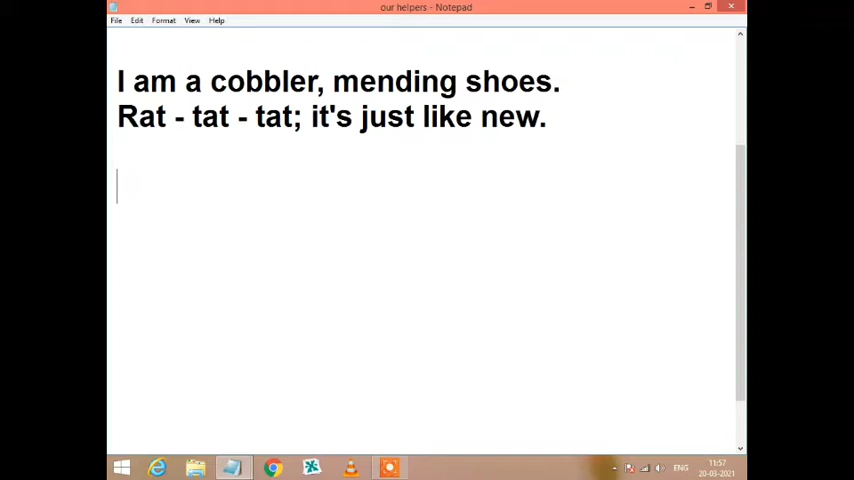 our helpers - Notepad
File Edit Format View Help
I am a cobbler, mending shoes.
Rat - tat - tat; it's just like new.
ENG
11:57
20-03-2021